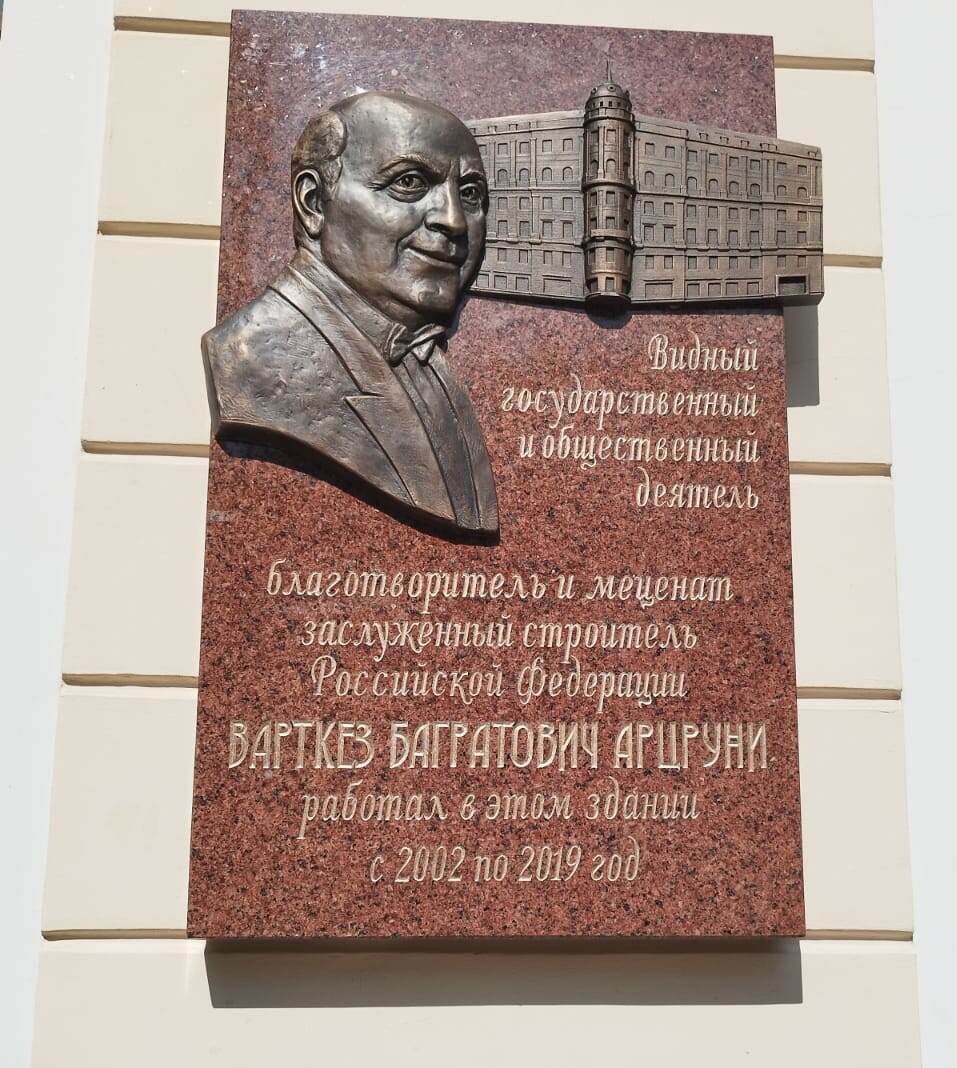 Видный
государственный
и общественный
деятель
благотворитель и меценат
заслуженный строитель
Российской Федерации
ВАРТКЕЗ БАГРАТОВИЧ АРЦРУНИ
работал в этом здании
с 2002 по 2019 год